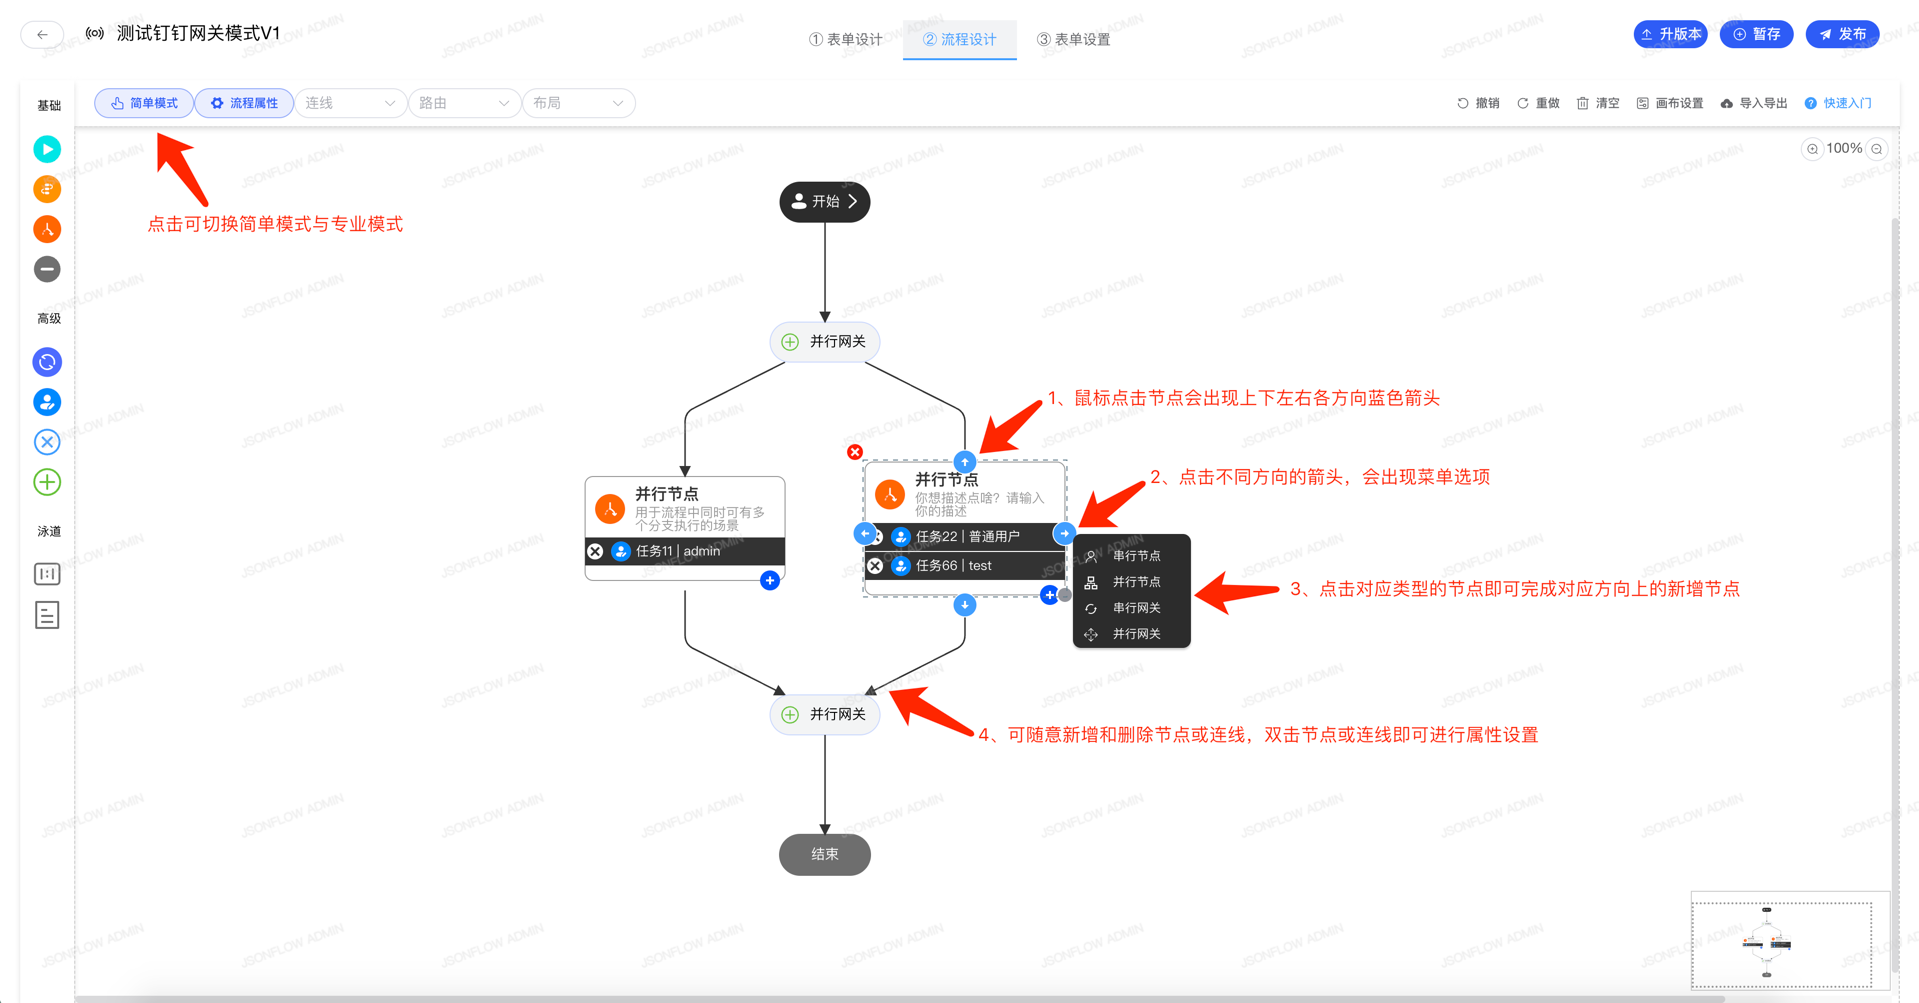 测试钉钉网关模式V1
① 表单设计
② 流程设计
③ 表单设置
升版本
暂存
发布
基础
简单模式
流程属性
连线
路由
布局
撤销
重做
清空
画布设置
导入导出
快速入门
100%
点击可切换简单模式与专业模式
高级
泳道
开始
并行网关
1、鼠标点击节点会出现上下左右各方向蓝色箭头
并行节点
用于流程中同时可有多
个分支执行的场景
任务11 | admin
并行节点
你想描述点啥？请输入
你的描述
任务22 | 普通用户
任务66 | test
2、点击不同方向的箭头，会出现菜单选项
串行节点
并行节点
串行网关
并行网关
3、点击对应类型的节点即可完成对应方向上的新增节点
并行网关
4、可随意新增和删除节点或连线，双击节点或连线即可进行属性设置
结束
JSONFLOW ADMIN